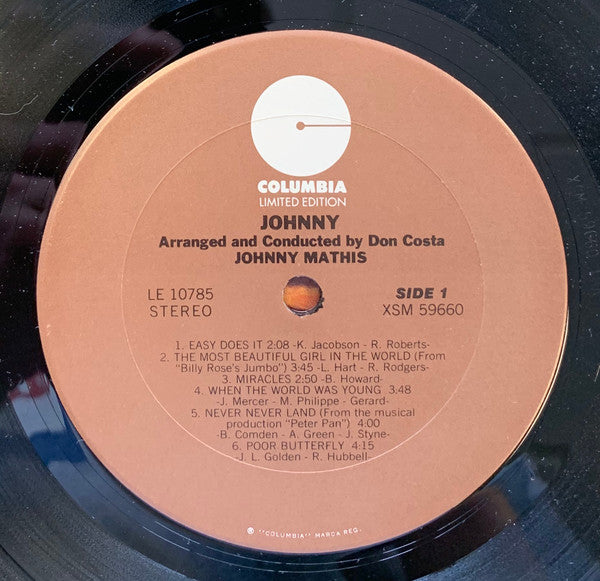 COLUMBIA
LIMITED EDITION
JOHNNY
Arranged and Conducted by Don Costa
JOHNNY MATHIS
LE 10785
STEREO
SIDE 1
XSM 59660
1. EASY DOES IT 2:08 -K. Jacobson - R. Roberts-
2. THE MOST BEAUTIFUL GIRL IN THE WORLD (From
"Billy Rose's Jumbo") 3:45 -L. Hart - R. Rodgers-
3. MIRACLES 2:50 -B. Howard-
4. WHEN THE WORLD WAS YOUNG 3:48
-J. Mercer - M. Philippe - Gerard-
5. NEVER NEVER LAND (From the musical
production "Peter Pan") 4:00
-B. Comden - A. Green - J. Styne-
6. POOR BUTTERFLY 4:15
-J. L. Golden - R. Hubbell-
® "COLUMBIA" MARCA REG.